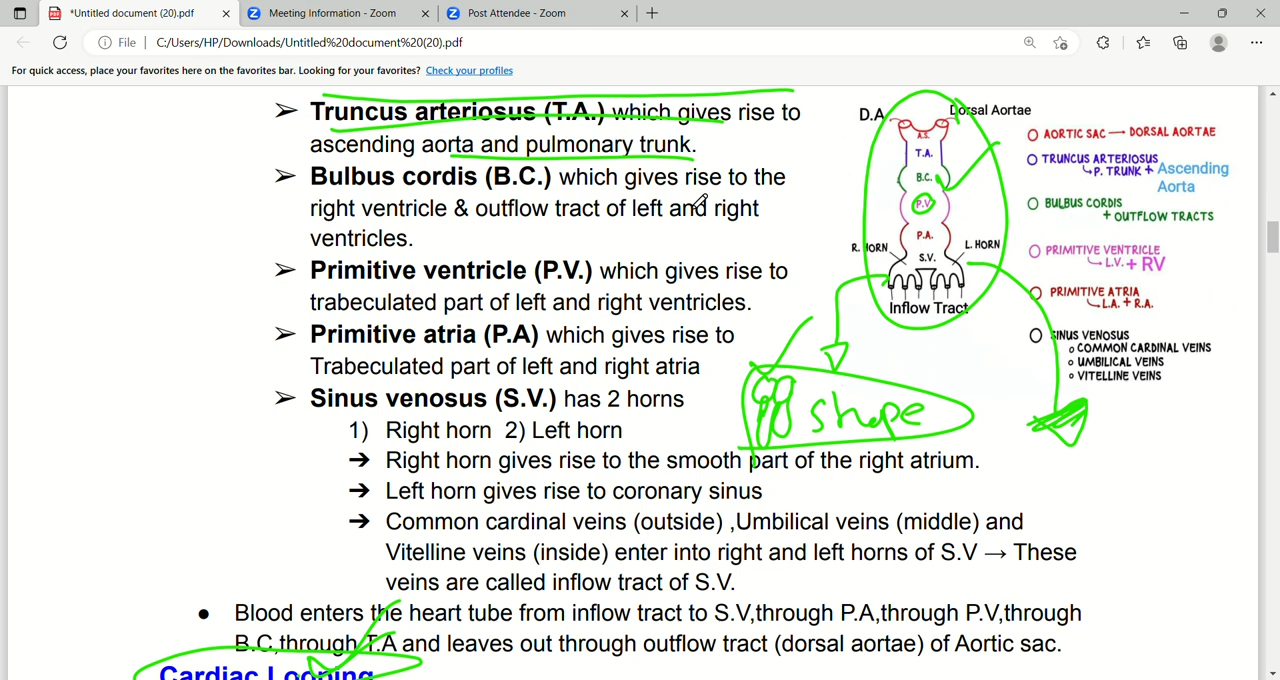 *Untitled document (20).pdf
Meeting Information - Zoom
Post Attendee - Zoom
File
C:/Users/HP/Downloads/Untitled%20document%20(20).pdf
For quick access, place your favorites here on the favorites bar. Looking for your favorites? Check your profiles
➢ Truncus arteriosus (T.A.) which gives rise to
ascending aorta and pulmonary trunk.
➢ Bulbus cordis (B.C.) which gives rise to the
right ventricle & outflow tract of left and right
ventricles.
➢ Primitive ventricle (P.V.) which gives rise to
trabeculated part of left and right ventricles.
➢ Primitive atria (P.A) which gives rise to
Trabeculated part of left and right atria
➢ Sinus venosus (S.V.) has 2 horns
1) Right horn 2) Left horn
→ Right horn gives rise to the smooth part of the right atrium.
→ Left horn gives rise to coronary sinus
→ Common cardinal veins (outside) ,Umbilical veins (middle) and
Vitelline veins (inside) enter into right and left horns of S.V → These
veins are called inflow tract of S.V.
● Blood enters the heart tube from inflow tract to S.V,through P.A,through P.V,through
B.C,through T.A and leaves out through outflow tract (dorsal aortae) of Aortic sac.
Cardiac Looping
D.A
Dorsal Aortae
A.S.
T.A.
B.C.
P.V.
P.A.
R. HORN
L. HORN
S.V.
Inflow Tract
shape
AORTIC SAC → DORSAL AORTAE
TRUNCUS ARTERIOSUS
P. TRUNK + Ascending
Aorta
BULBUS CORDIS
+ OUTFLOW TRACTS
PRIMITIVE VENTRICLE
L.V. + RV
PRIMITIVE ATRIA
L.A. + R.A.
SINUS VENOSUS
COMMON CARDINAL VEINS
UMBILICAL VEINS
VITELLINE VEINS